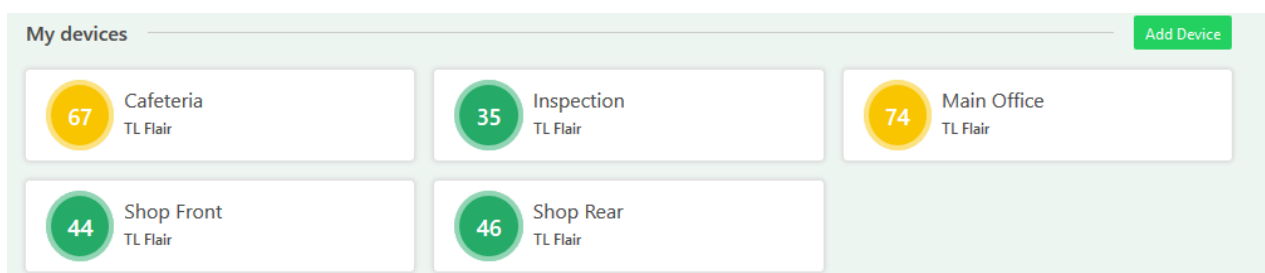 My devices
Add Device
67
Cafeteria
TL Flair
35
Inspection
TL Flair
74
Main Office
TL Flair
44
Shop Front
TL Flair
46
Shop Rear
TL Flair